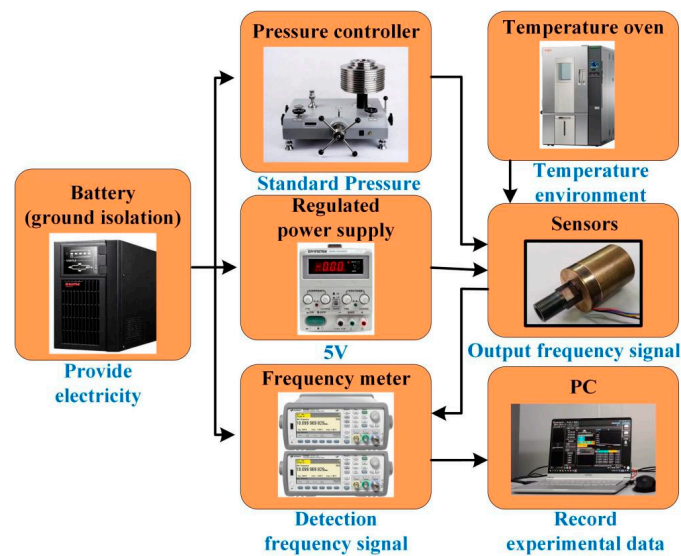 Pressure controller
Standard Pressure
Temperature oven
Temperature
environment
Battery
(ground isolation)
Provide
electricity
Regulated
power supply
5V
Sensors
Output frequency signal
Frequency meter
Detection
frequency signal
PC
Record
experimental data